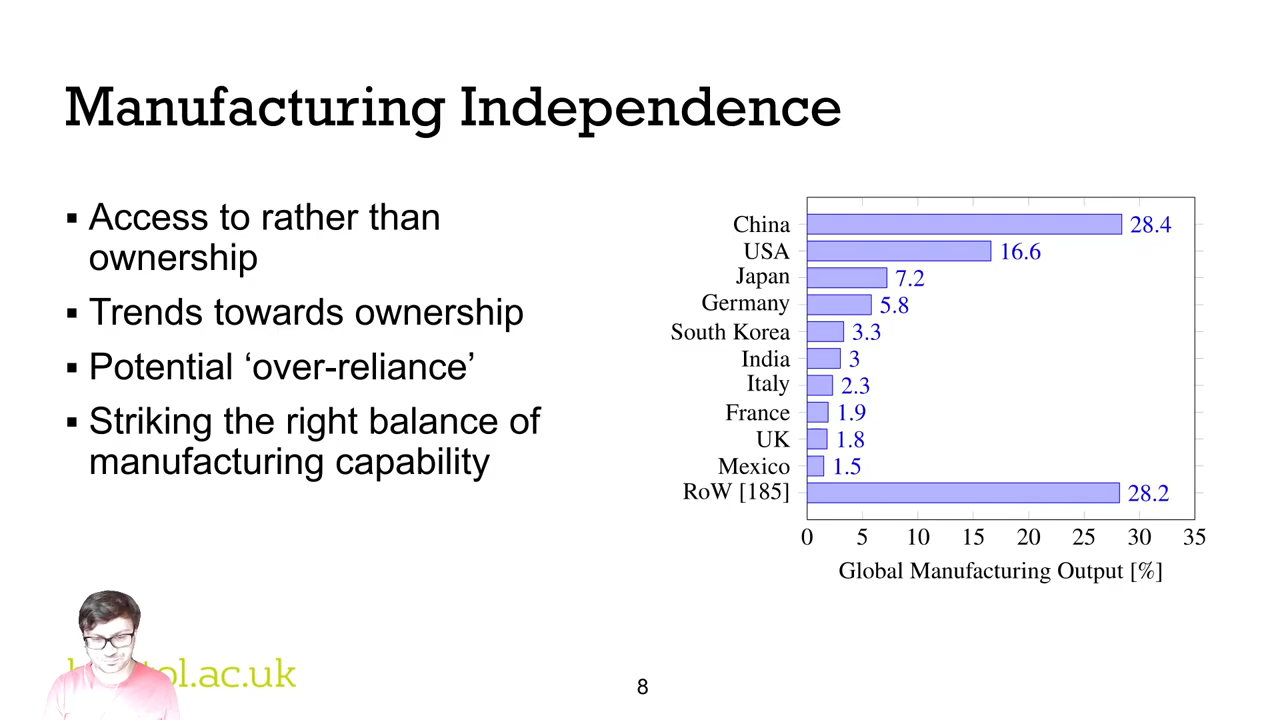 Manufacturing Independence
▪ Access to rather than
ownership
▪ Trends towards ownership
▪ Potential ‘over-reliance’
▪ Striking the right balance of
manufacturing capability
China 28.4
USA 16.6
Japan 7.2
Germany 5.8
South Korea 3.3
India 3
Italy 2.3
France 1.9
UK 1.8
Mexico 1.5
RoW [185] 28.2
0 5 10 15 20 25 30 35
Global Manufacturing Output [%]
ol.ac.uk
8